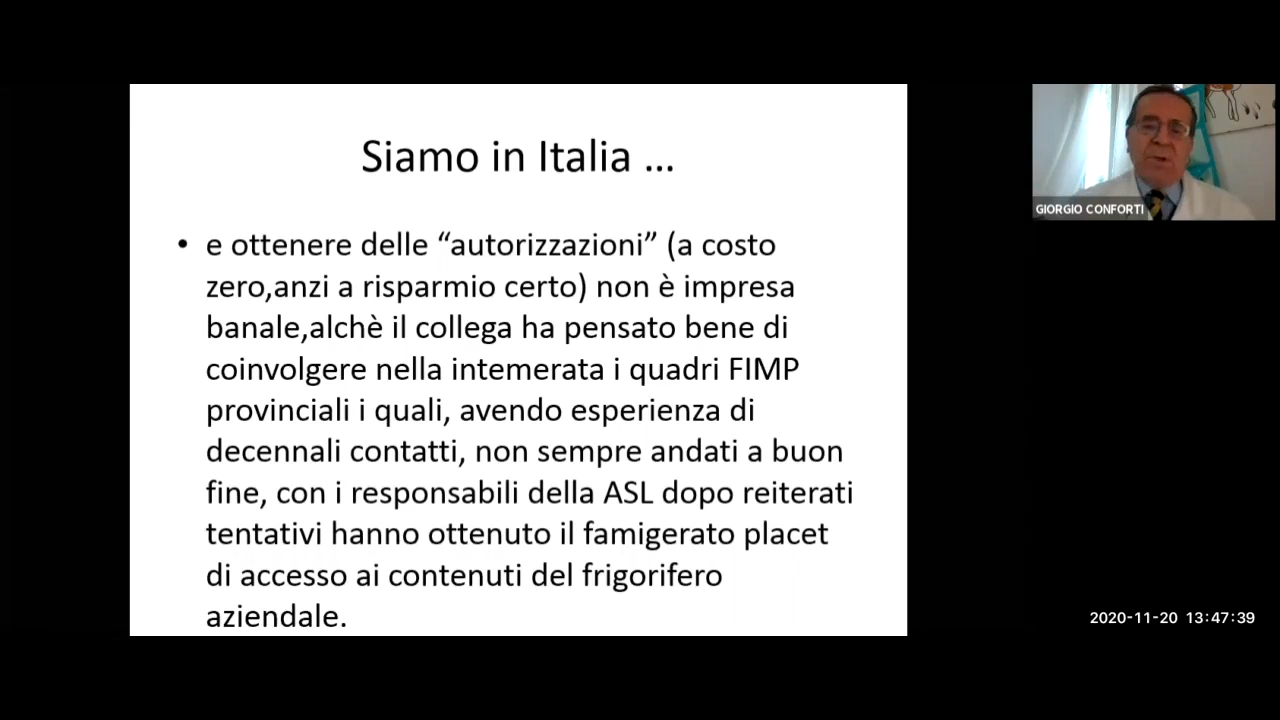 Siamo in Italia ...
• e ottenere delle “autorizzazioni” (a costo
zero,anzi a risparmio certo) non è impresa
banale,alchè il collega ha pensato bene di
coinvolgere nella intemerata i quadri FIMP
provinciali i quali, avendo esperienza di
decennali contatti, non sempre andati a buon
fine, con i responsabili della ASL dopo reiterati
tentativi hanno ottenuto il famigerato placet
di accesso ai contenuti del frigorifero
aziendale.
GIORGIO CONFORTI
2020-11-20 13:47:39